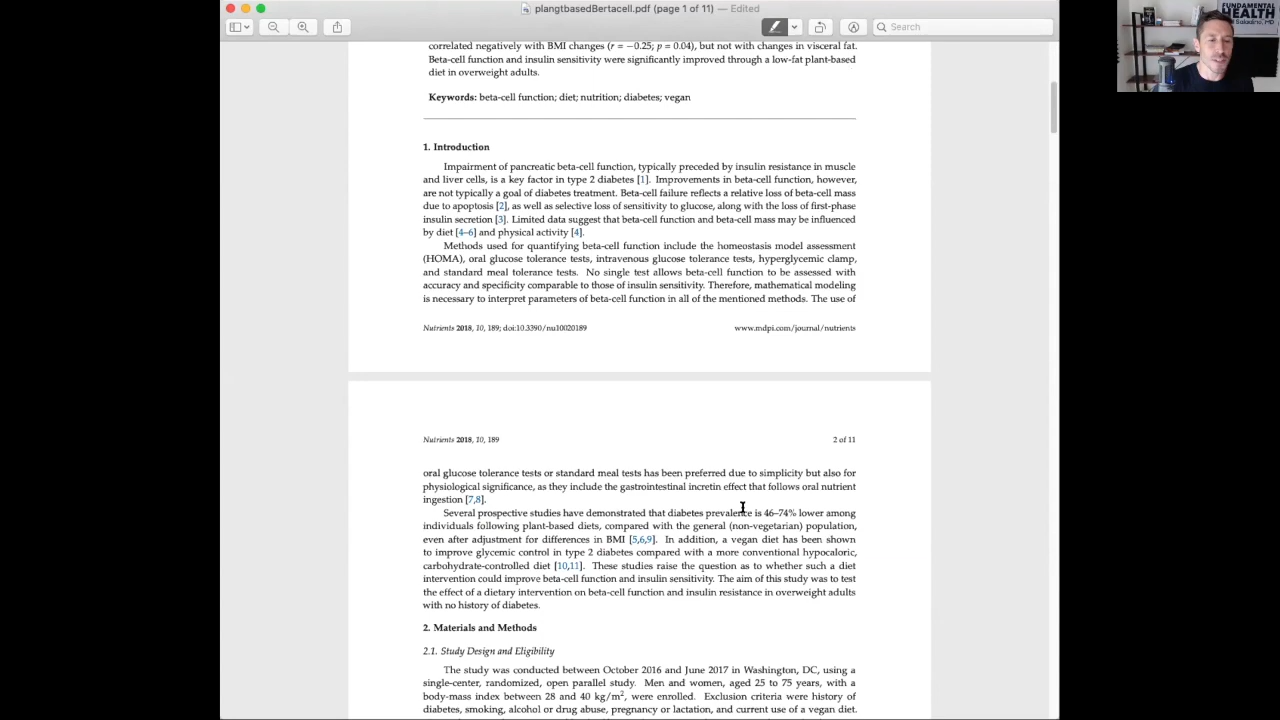 plangtbasedBertacell.pdf (page 1 of 11) — Edited
Search
FUNDAMENTAL
HEALTH
correlated negatively with BMI changes (r = −0.25; p = 0.04), but not with changes in visceral fat.
Beta-cell function and insulin sensitivity were significantly improved through a low-fat plant-based
diet in overweight adults.
Keywords: beta-cell function; diet; nutrition; diabetes; vegan
1. Introduction
Impairment of pancreatic beta-cell function, typically preceded by insulin resistance in muscle
and liver cells, is a key factor in type 2 diabetes [1]. Improvements in beta-cell function, however,
are not typically a goal of diabetes treatment. Beta-cell failure reflects a relative loss of beta-cell mass
due to apoptosis [2], as well as selective loss of sensitivity to glucose, along with the loss of first-phase
insulin secretion [3]. Limited data suggest that beta-cell function and beta-cell mass may be influenced
by diet [4–6] and physical activity [4].
Methods used for quantifying beta-cell function include the homeostasis model assessment
(HOMA), oral glucose tolerance tests, intravenous glucose tolerance tests, hyperglycemic clamp,
and standard meal tolerance tests. No single test allows beta-cell function to be assessed with
accuracy and specificity comparable to those of insulin sensitivity. Therefore, mathematical modeling
is necessary to interpret parameters of beta-cell function in all of the mentioned methods. The use of
Nutrients 2018, 10, 189; doi:10.3390/nu10020189
www.mdpi.com/journal/nutrients
Nutrients 2018, 10, 189
2 of 11
oral glucose tolerance tests or standard meal tests has been preferred due to simplicity but also for
physiological significance, as they include the gastrointestinal incretin effect that follows oral nutrient
ingestion [7,8].
Several prospective studies have demonstrated that diabetes prevalence is 46–74% lower among
individuals following plant-based diets, compared with the general (non-vegetarian) population,
even after adjustment for differences in BMI [5,6,9]. In addition, a vegan diet has been shown
to improve glycemic control in type 2 diabetes compared with a more conventional hypocaloric,
carbohydrate-controlled diet [10,11]. These studies raise the question as to whether such a diet
intervention could improve beta-cell function and insulin sensitivity. The aim of this study was to test
the effect of a dietary intervention on beta-cell function and insulin resistance in overweight adults
with no history of diabetes.
2. Materials and Methods
2.1. Study Design and Eligibility
The study was conducted between October 2016 and June 2017 in Washington, DC, using a
single-center, randomized, open parallel study. Men and women, aged 25 to 75 years, with a
body-mass index between 28 and 40 kg/m², were enrolled. Exclusion criteria were history of
diabetes, smoking, alcohol or drug abuse, pregnancy or lactation, and current use of a vegan diet.